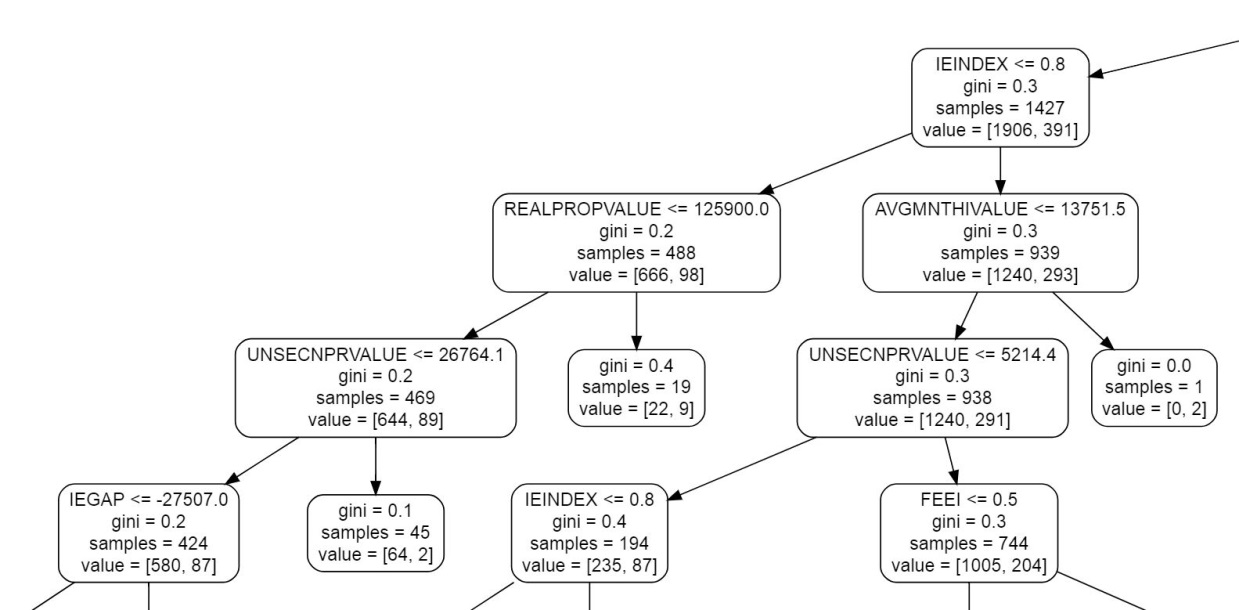 IEINDEX <= 0.8
gini = 0.3
samples = 1427
value = [1906, 391]
REALPROPVALUE <= 125900.0
gini = 0.2
samples = 488
value = [666, 98]
AVGMNTHIVALUE <= 13751.5
gini = 0.3
samples = 939
value = [1240, 293]
UNSECNPRVALUE <= 26764.1
gini = 0.2
samples = 469
value = [644, 89]
gini = 0.4
samples = 19
value = [22, 9]
UNSECNPRVALUE <= 5214.4
gini = 0.3
samples = 938
value = [1240, 291]
gini = 0.0
samples = 1
value = [0, 2]
IEGAP <= -27507.0
gini = 0.2
samples = 424
value = [580, 87]
gini = 0.1
samples = 45
value = [64, 2]
IEINDEX <= 0.8
gini = 0.4
samples = 194
value = [235, 87]
FEEI <= 0.5
gini = 0.3
samples = 744
value = [1005, 204]